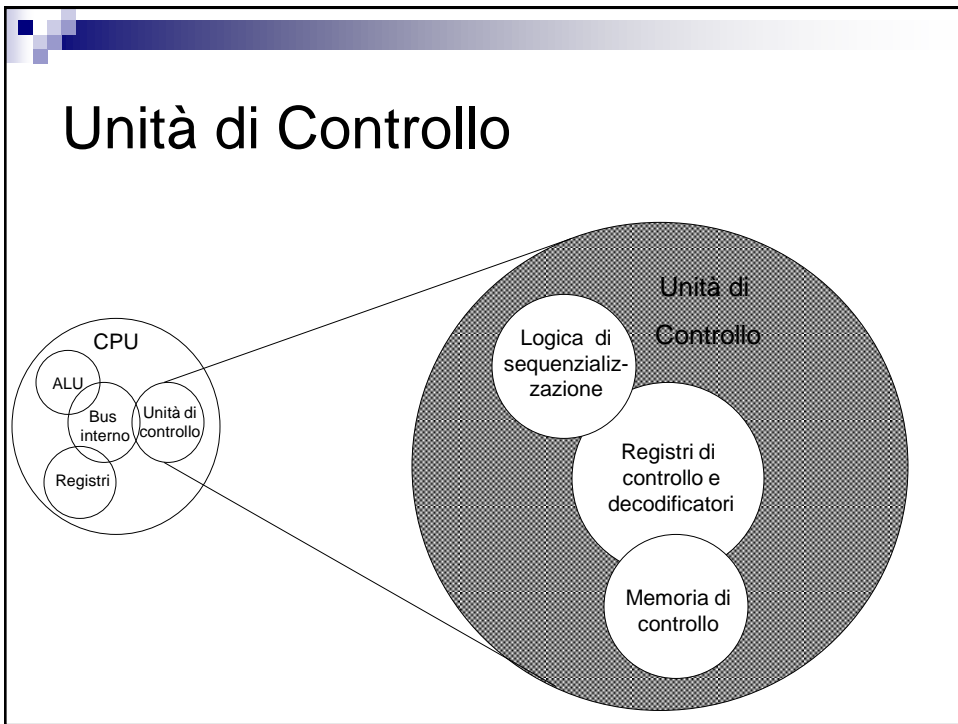 Unità di Controllo
CPU
ALU
Bus
interno
Unità di
controllo
Registri
Unità di
Controllo
Logica di
sequenzializ-
zazione
Registri di
controllo e
decodificatori
Memoria di
controllo